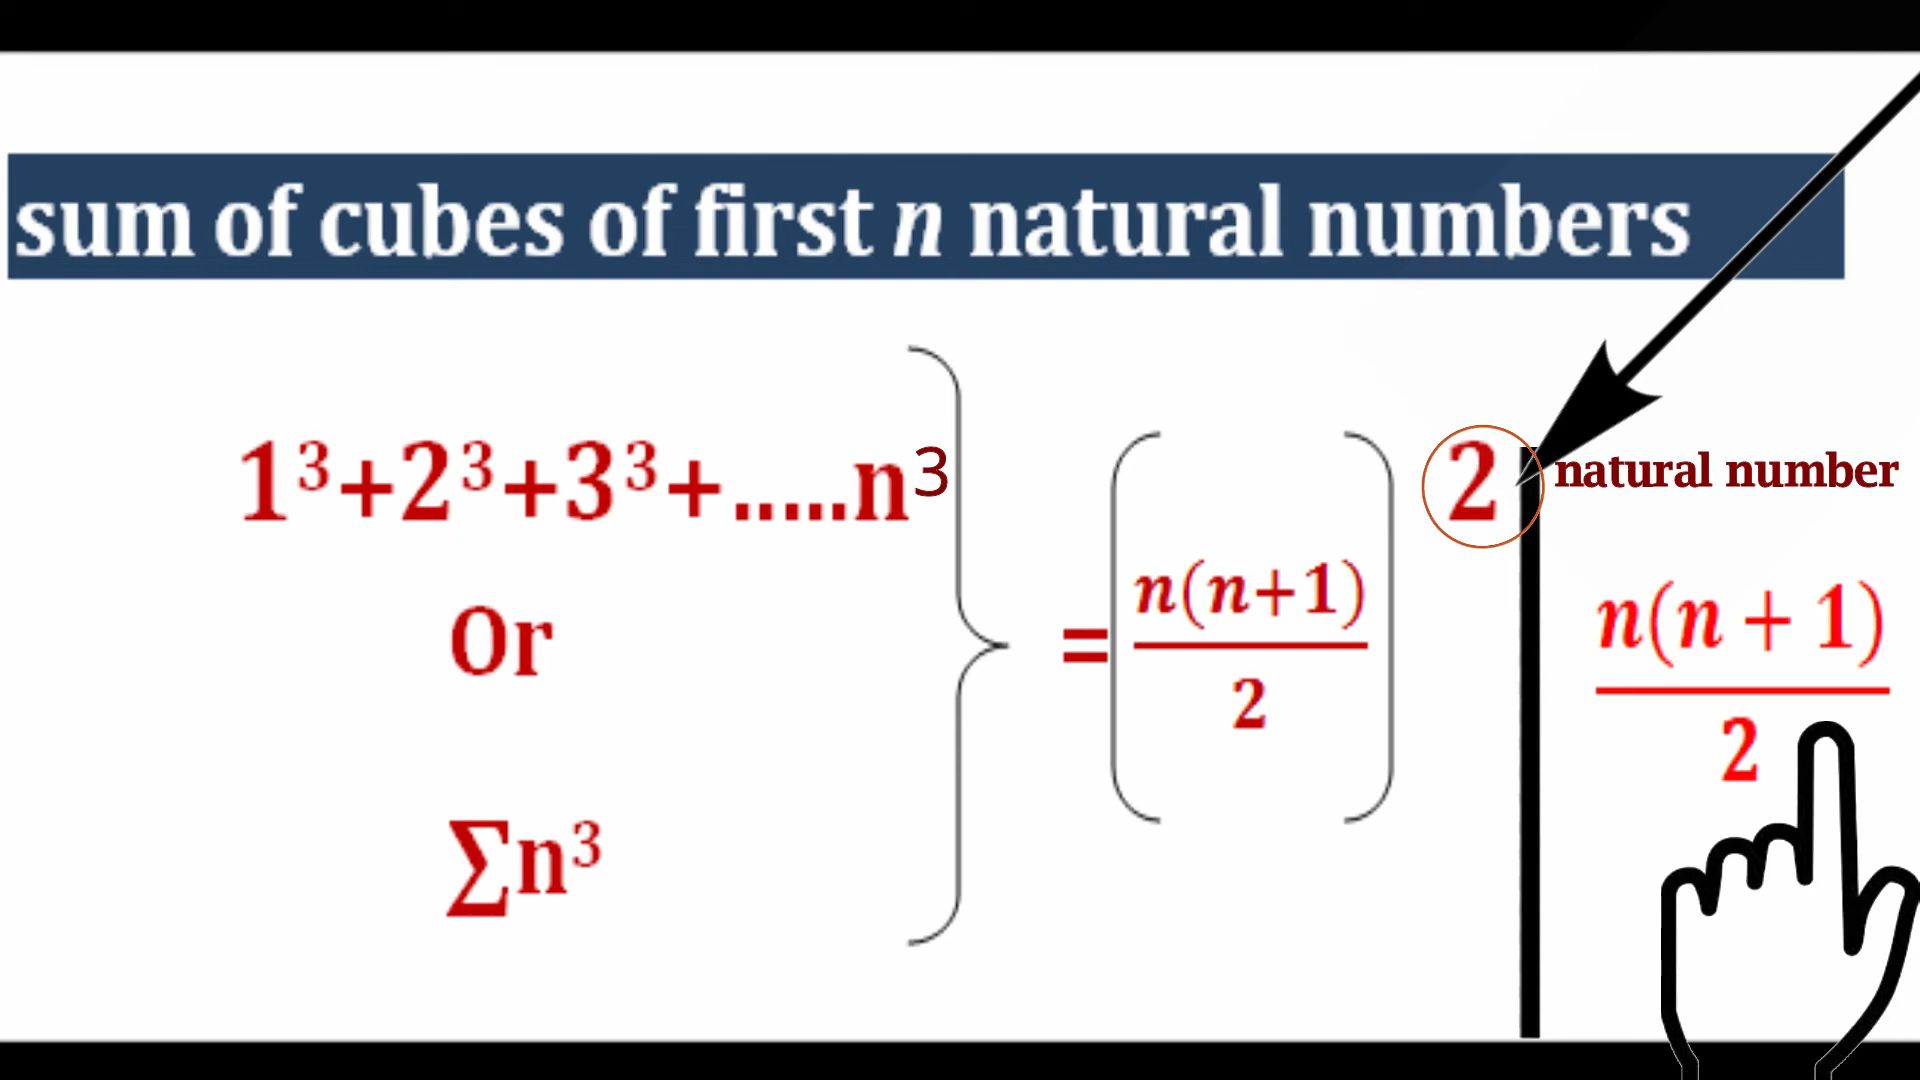 sum of cubes of first n natural numbers
1³+2³+3³+.....n³
Or
∑n³
= (n(n+1)/2)²
natural number
n(n + 1)/2